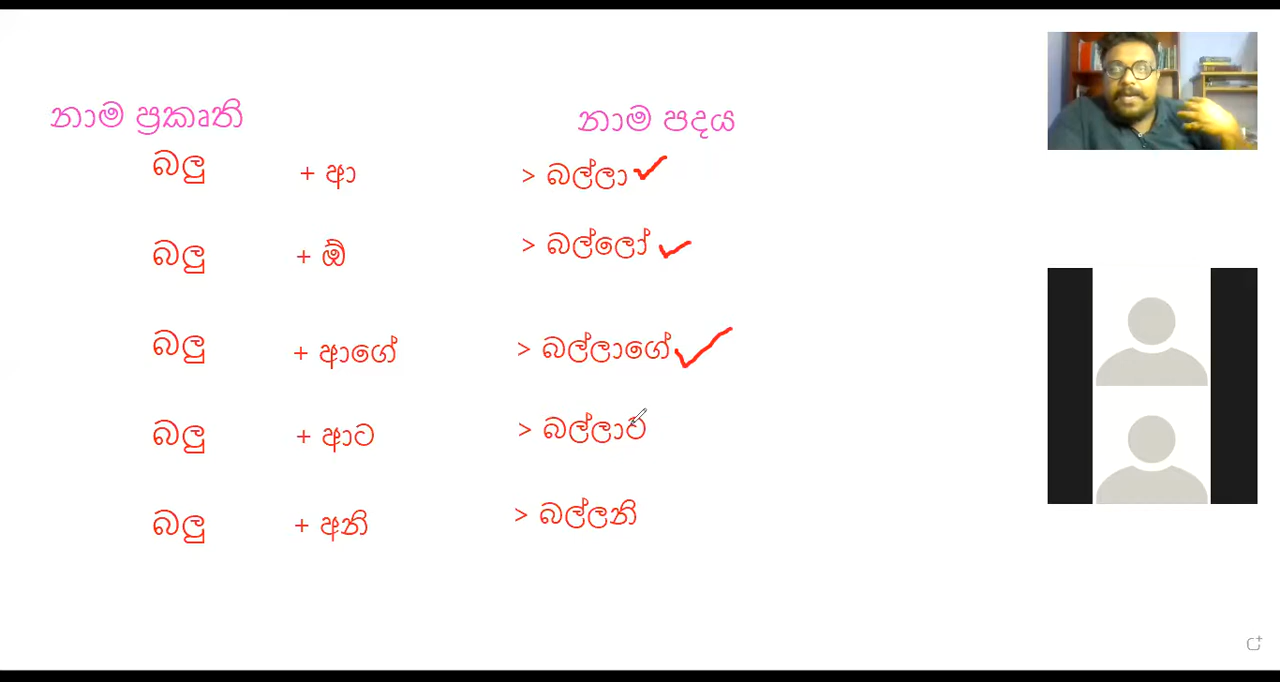 නාම ප්‍රකෘති නාම පදය
බලු + ආ > බල්ලා
බලු + ඕ > බල්ලෝ
බලු + ආගේ > බල්ලාගේ
බලු + ආට > බල්ලාට
බලු + අනි > බල්ලනි